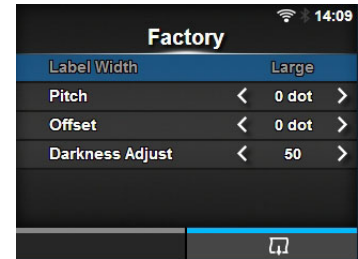 14:09
Factory
Label Width Large
Pitch 0 dot
Offset 0 dot
Darkness Adjust 50